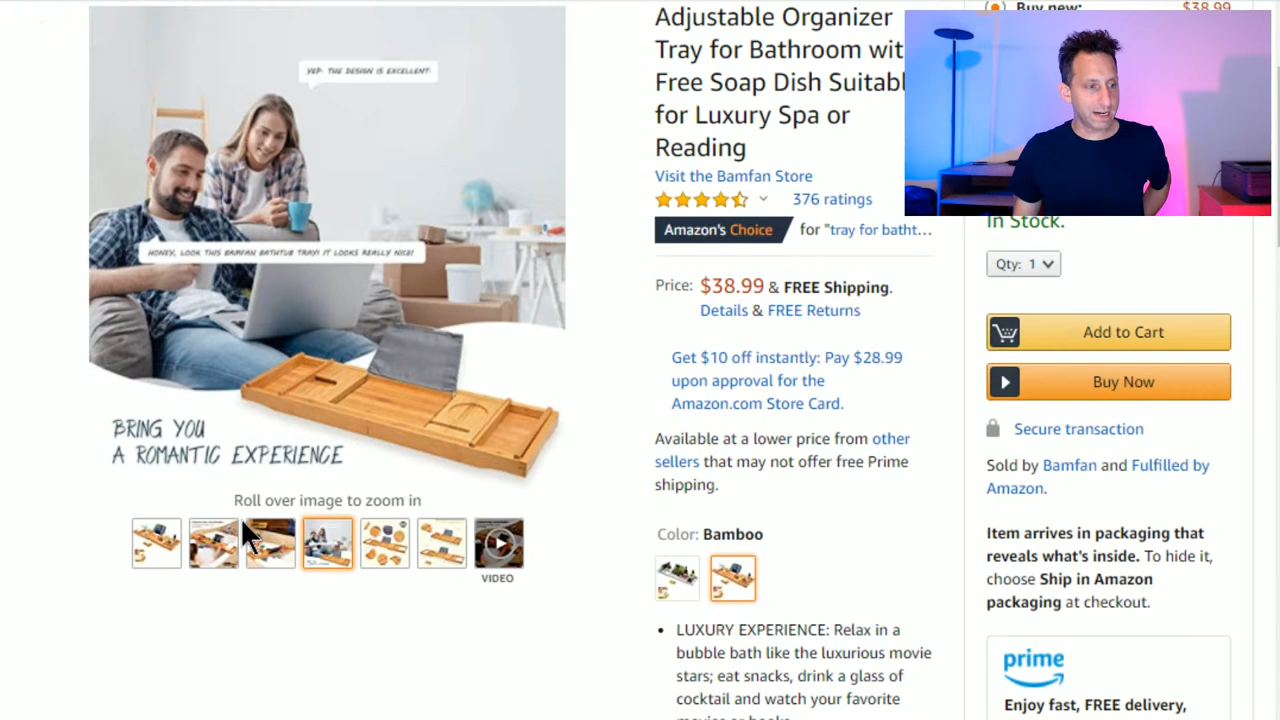 YEP- THE DESIGN IS EXCELLENT-
HONEY, LOOK THIS BAMFAN BATHTUB TRAY! IT LOOKS REALLY NICE!
BRING YOU
A ROMANTIC EXPERIENCE
Roll over image to zoom in
VIDEO
Adjustable Organizer
Tray for Bathroom wit
Free Soap Dish Suitabl
for Luxury Spa or
Reading
Visit the Bamfan Store
376 ratings
Amazon's Choice for "tray for batht...
Price: $38.99 & FREE Shipping.
Details & FREE Returns
Get $10 off instantly: Pay $28.99
upon approval for the
Amazon.com Store Card.
Available at a lower price from other
sellers that may not offer free Prime
shipping.
Color: Bamboo
• LUXURY EXPERIENCE: Relax in a
bubble bath like the luxurious movie
stars; eat snacks, drink a glass of
cocktail and watch your favorite
movies or books
Buy new: $38.99
In Stock.
Qty: 1
Add to Cart
Buy Now
Secure transaction
Sold by Bamfan and Fulfilled by
Amazon.
Item arrives in packaging that
reveals what's inside. To hide it,
choose Ship in Amazon
packaging at checkout.
prime
Enjoy fast, FREE delivery,